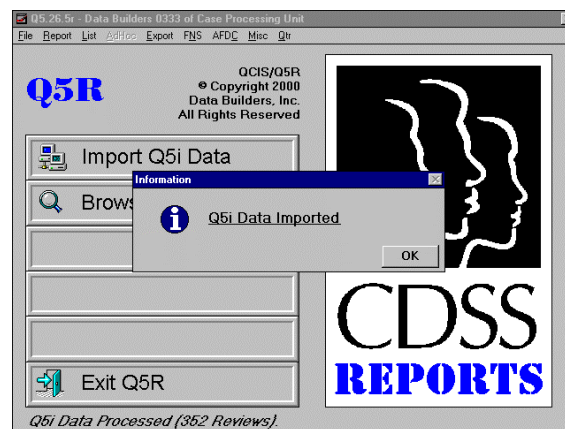 Q5.26.5r - Data Builders 0333 of Case Processing Unit
File Report List AdHoc Export FNS AFDC Misc Qtr
Q5R
QCIS/Q5R
© Copyright 2000
Data Builders, Inc.
All Rights Reserved
Import Q5i Data
Brows
Information
Q5i Data Imported
OK
Exit Q5R
CDSS
REPORTS
Q5i Data Processed (352 Reviews).